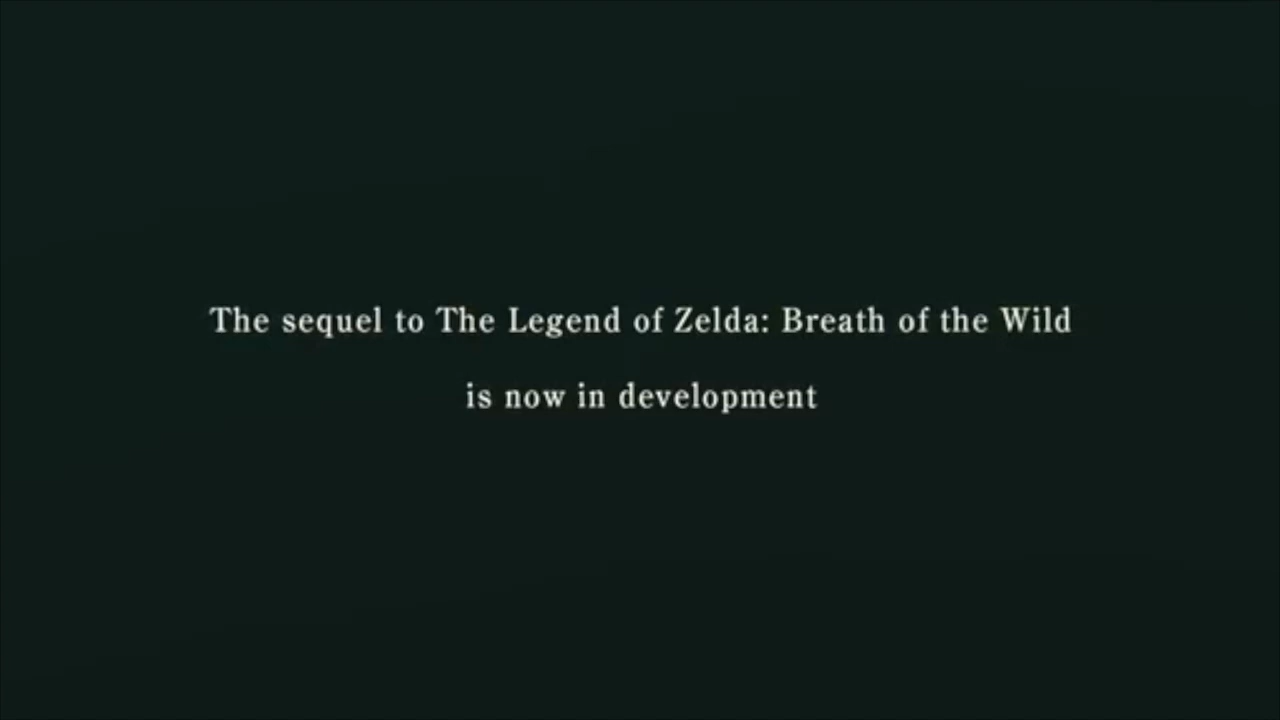 The sequel to The Legend of Zelda: Breath of the Wild
is now in development